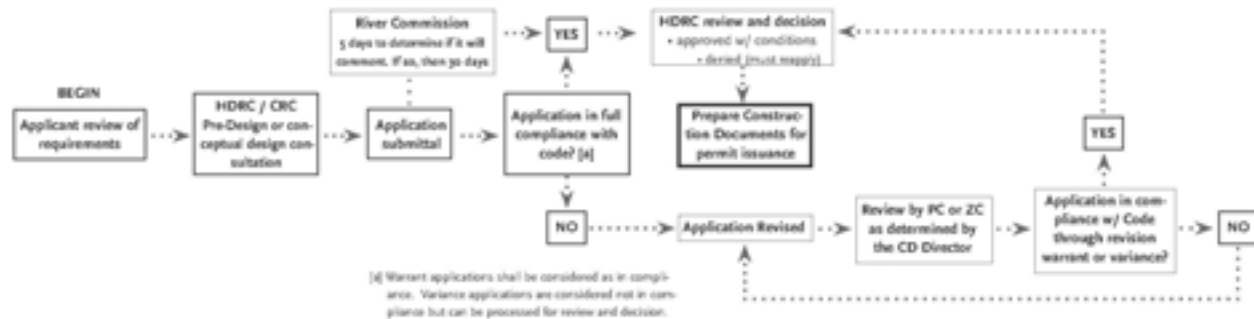 River Commission
5 days to determine if it will
comment. If so, then 30 days
YES
HDRC review and decision
• approved w/ conditions
• denied (must reapply)
BEGIN
Applicant review of
requirements
HDRC / CRC
Pre-Design or con-
ceptual design con-
sultation
Application
submittal
Application in full
compliance with
code? [a]
Prepare Construc-
tion Documents for
permit issuance
YES
NO
Application Revised
Review by PC or ZC
as determined by
the CD Director
Application in com-
pliance w/ Code
through revision
warrant or variance?
NO
[a] Warrant applications shall be considered as in compli-
ance. Variance applications are considered not in com-
pliance but can be processed for review and decision.